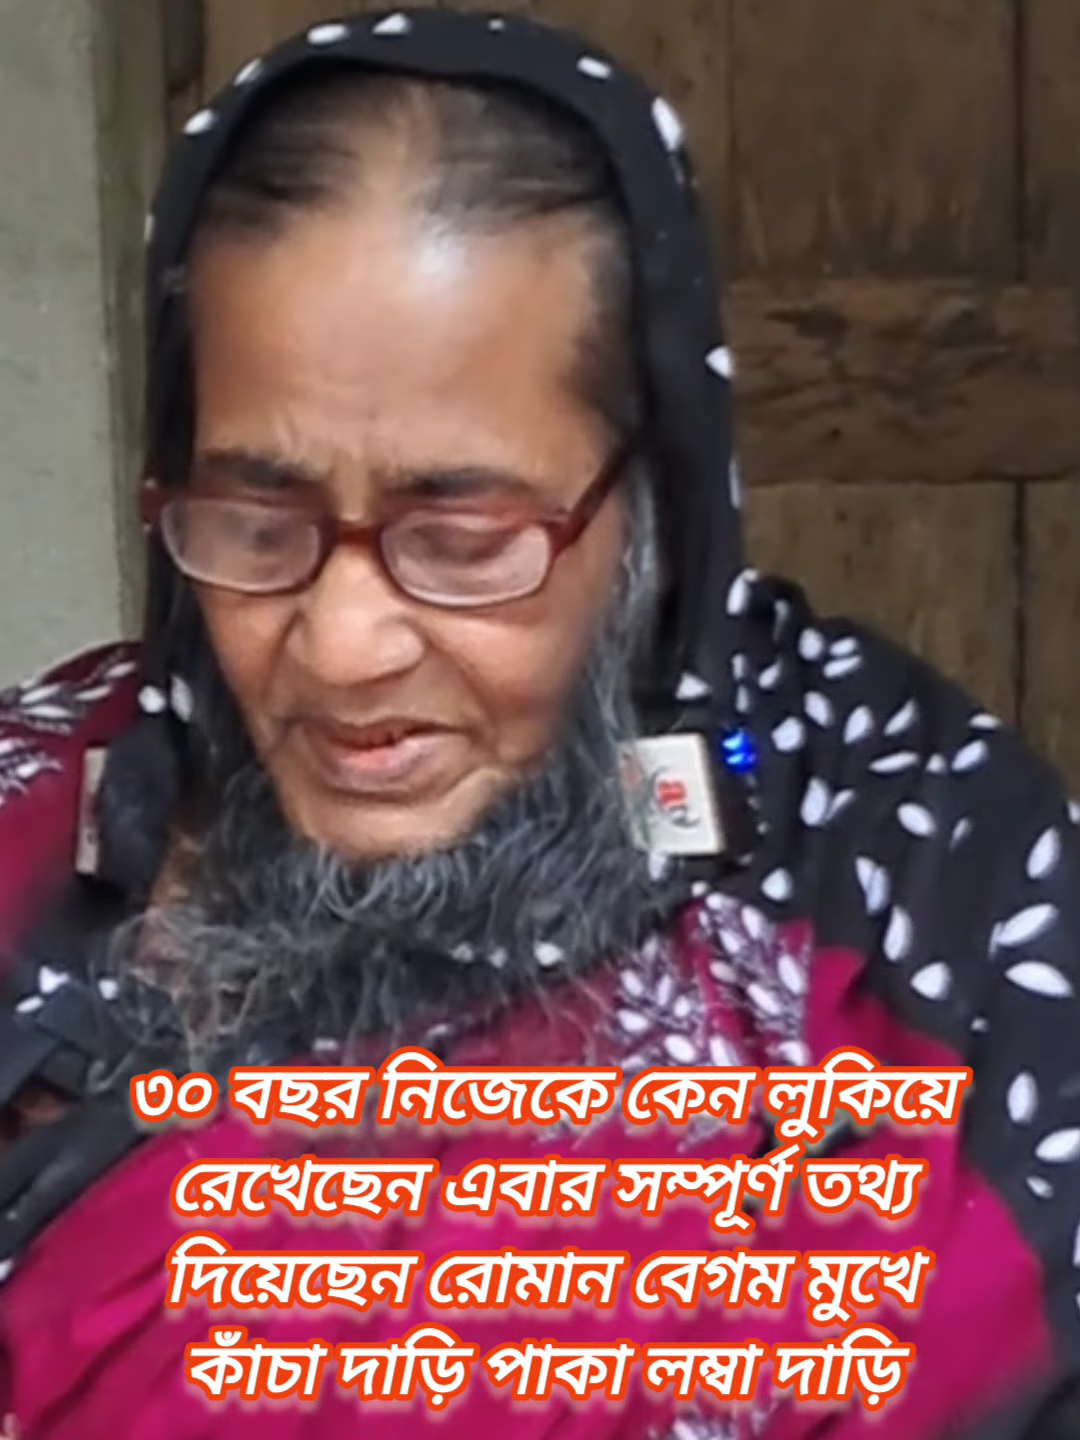 ৩০ বছর নিজেকে কেন লুকিয়ে
রেখেছেন এবার সম্পূর্ণ তথ্য
দিয়েছেন রোমান বেগম মুখে
কাঁচা দাড়ি পাকা লম্বা দাড়ি